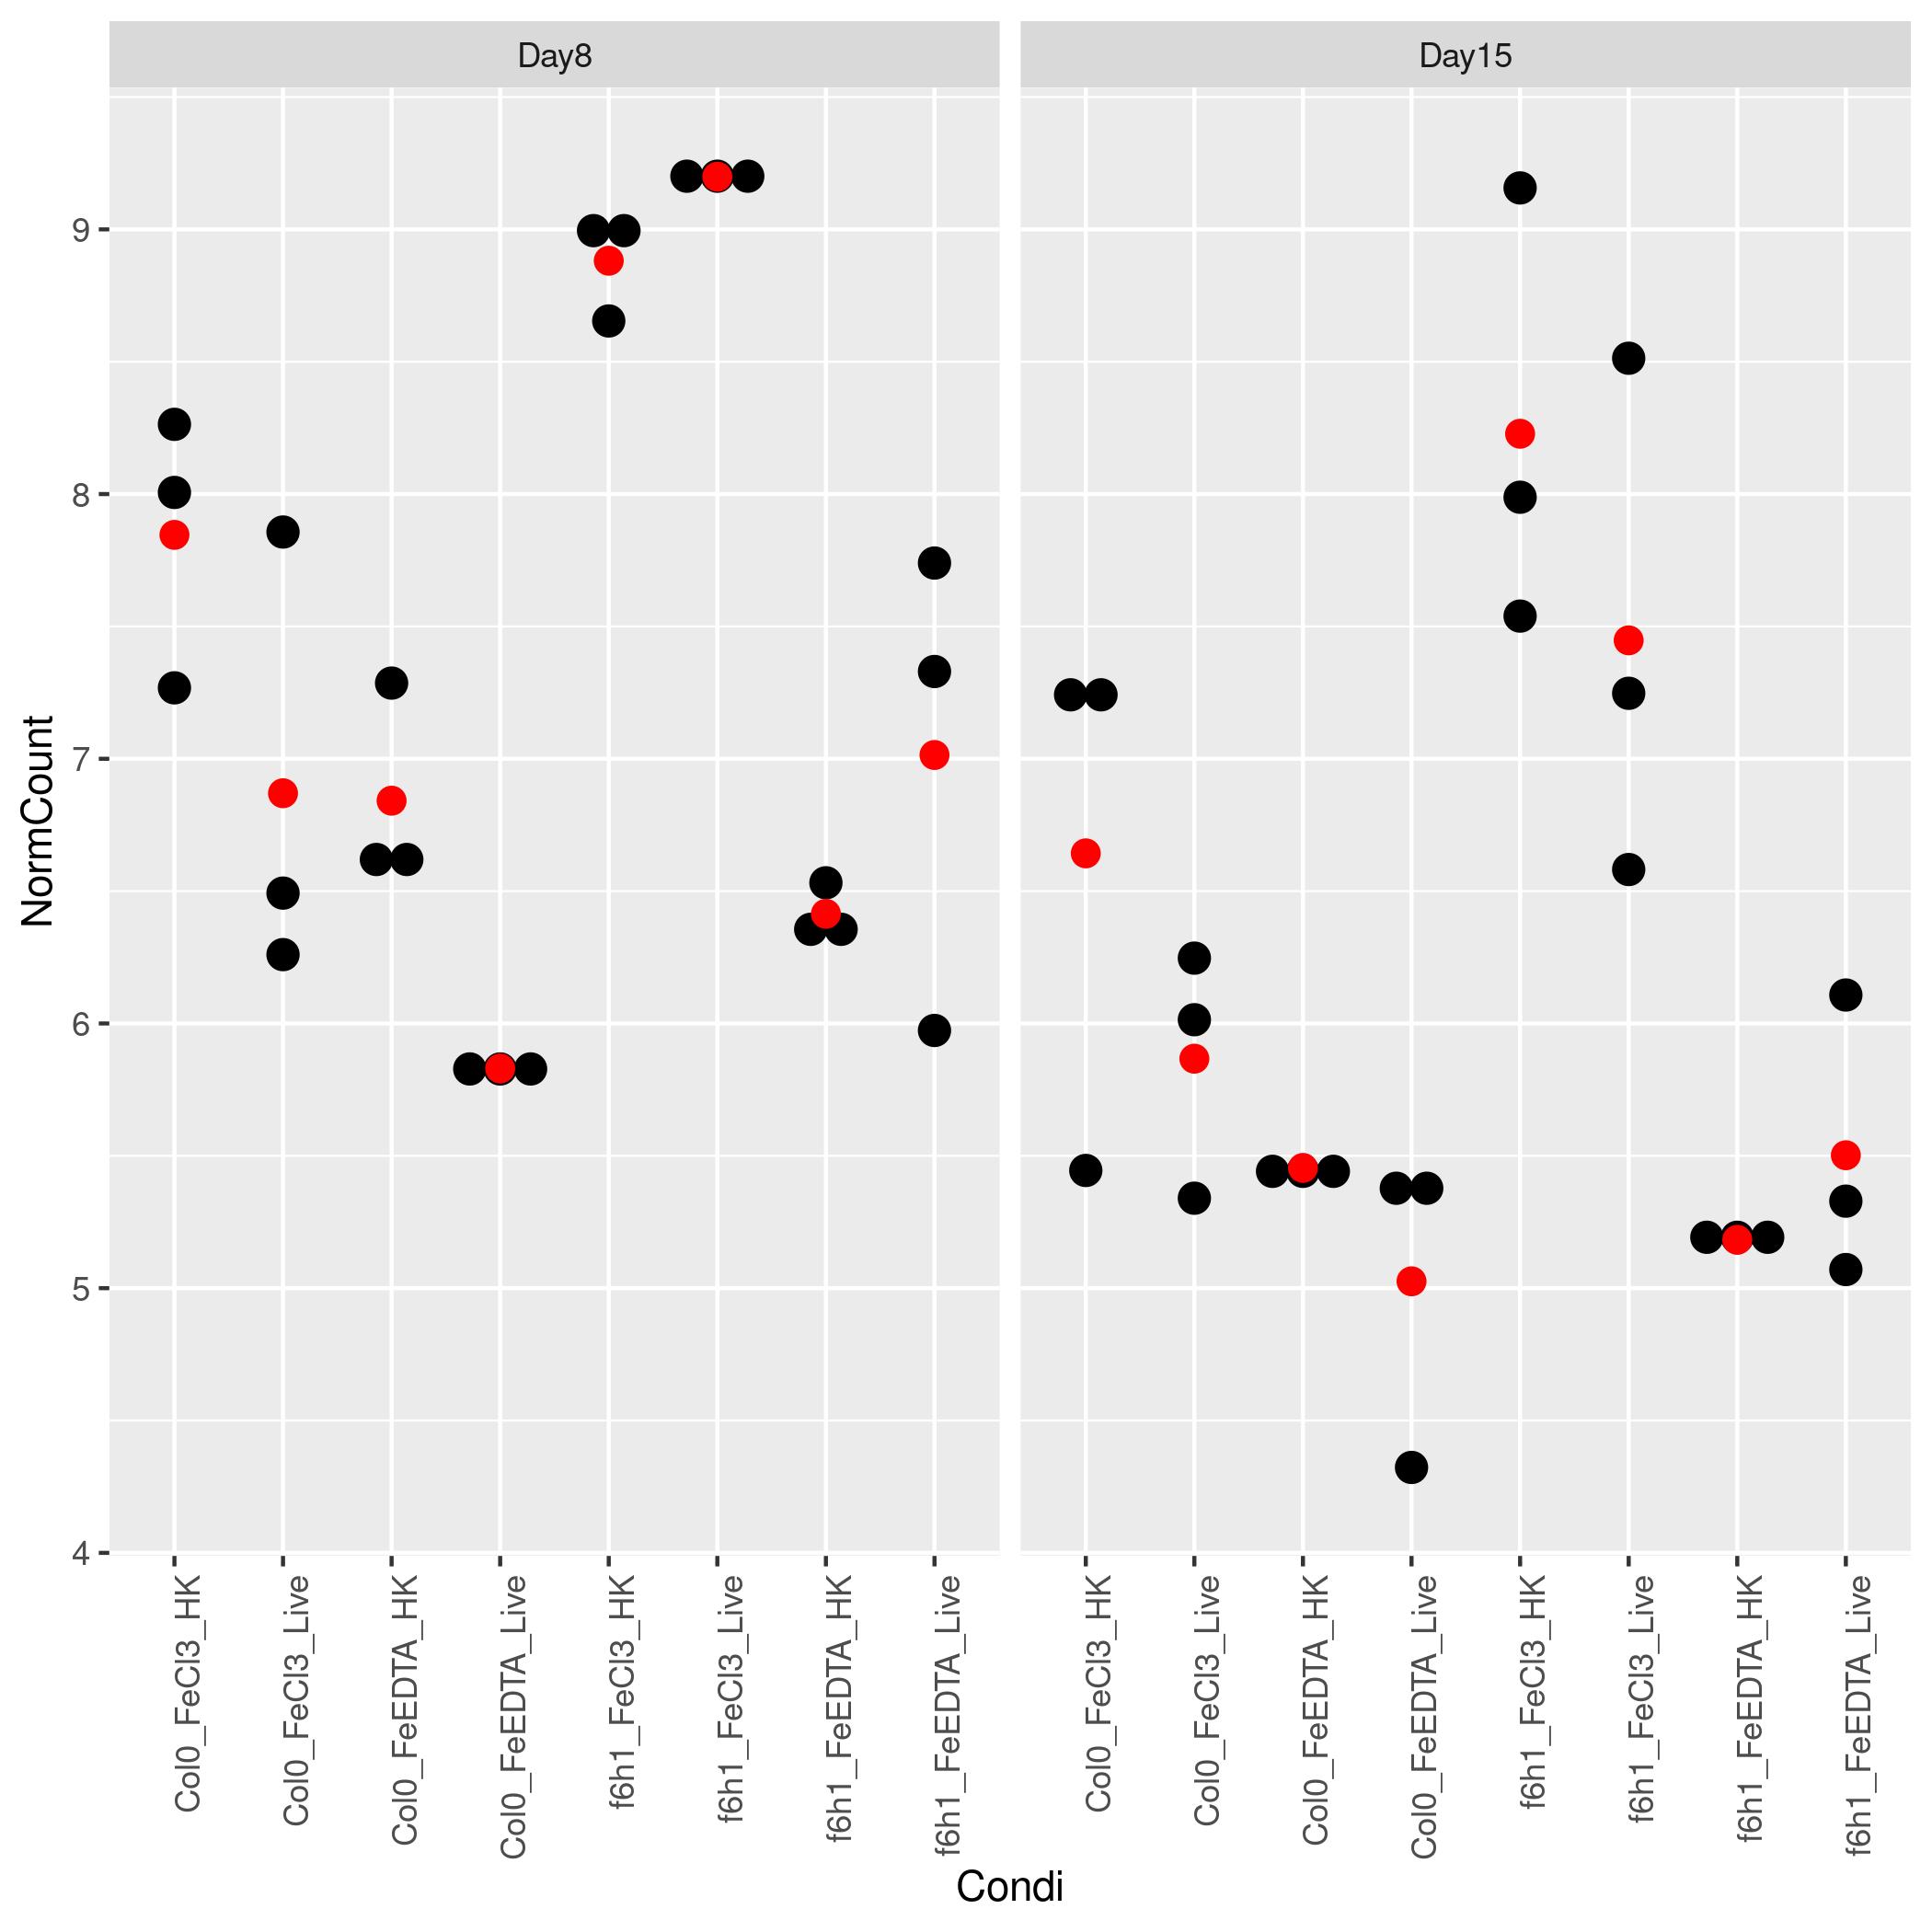 Day8
Day15
NormCount
9
8
7
6
5
4
Col0_FeCl3_HK
Col0_FeCl3_Live
Col0_FeEDTA_HK
Col0_FeEDTA_Live
f6h1_FeCl3_HK
f6h1_FeCl3_Live
f6h1_FeEDTA_HK
f6h1_FeEDTA_Live
Col0_FeCl3_HK
Col0_FeCl3_Live
Col0_FeEDTA_HK
Col0_FeEDTA_Live
f6h1_FeCl3_HK
f6h1_FeCl3_Live
f6h1_FeEDTA_HK
f6h1_FeEDTA_Live
Condi